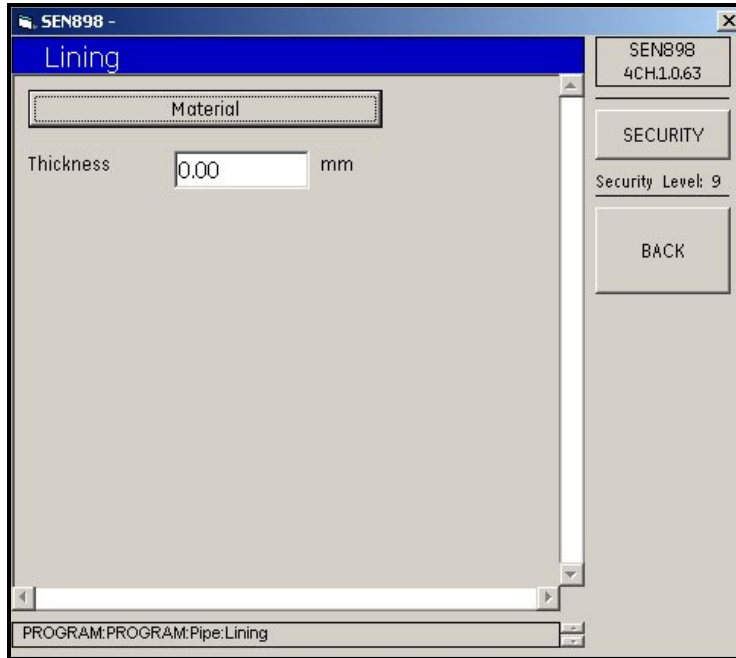 SEN898 -
Lining
Material
Thickness 0.00 mm
SEN898
4CH.1.0.63
SECURITY
Security Level: 9
BACK
PROGRAM:PROGRAM:Pipe:Lining